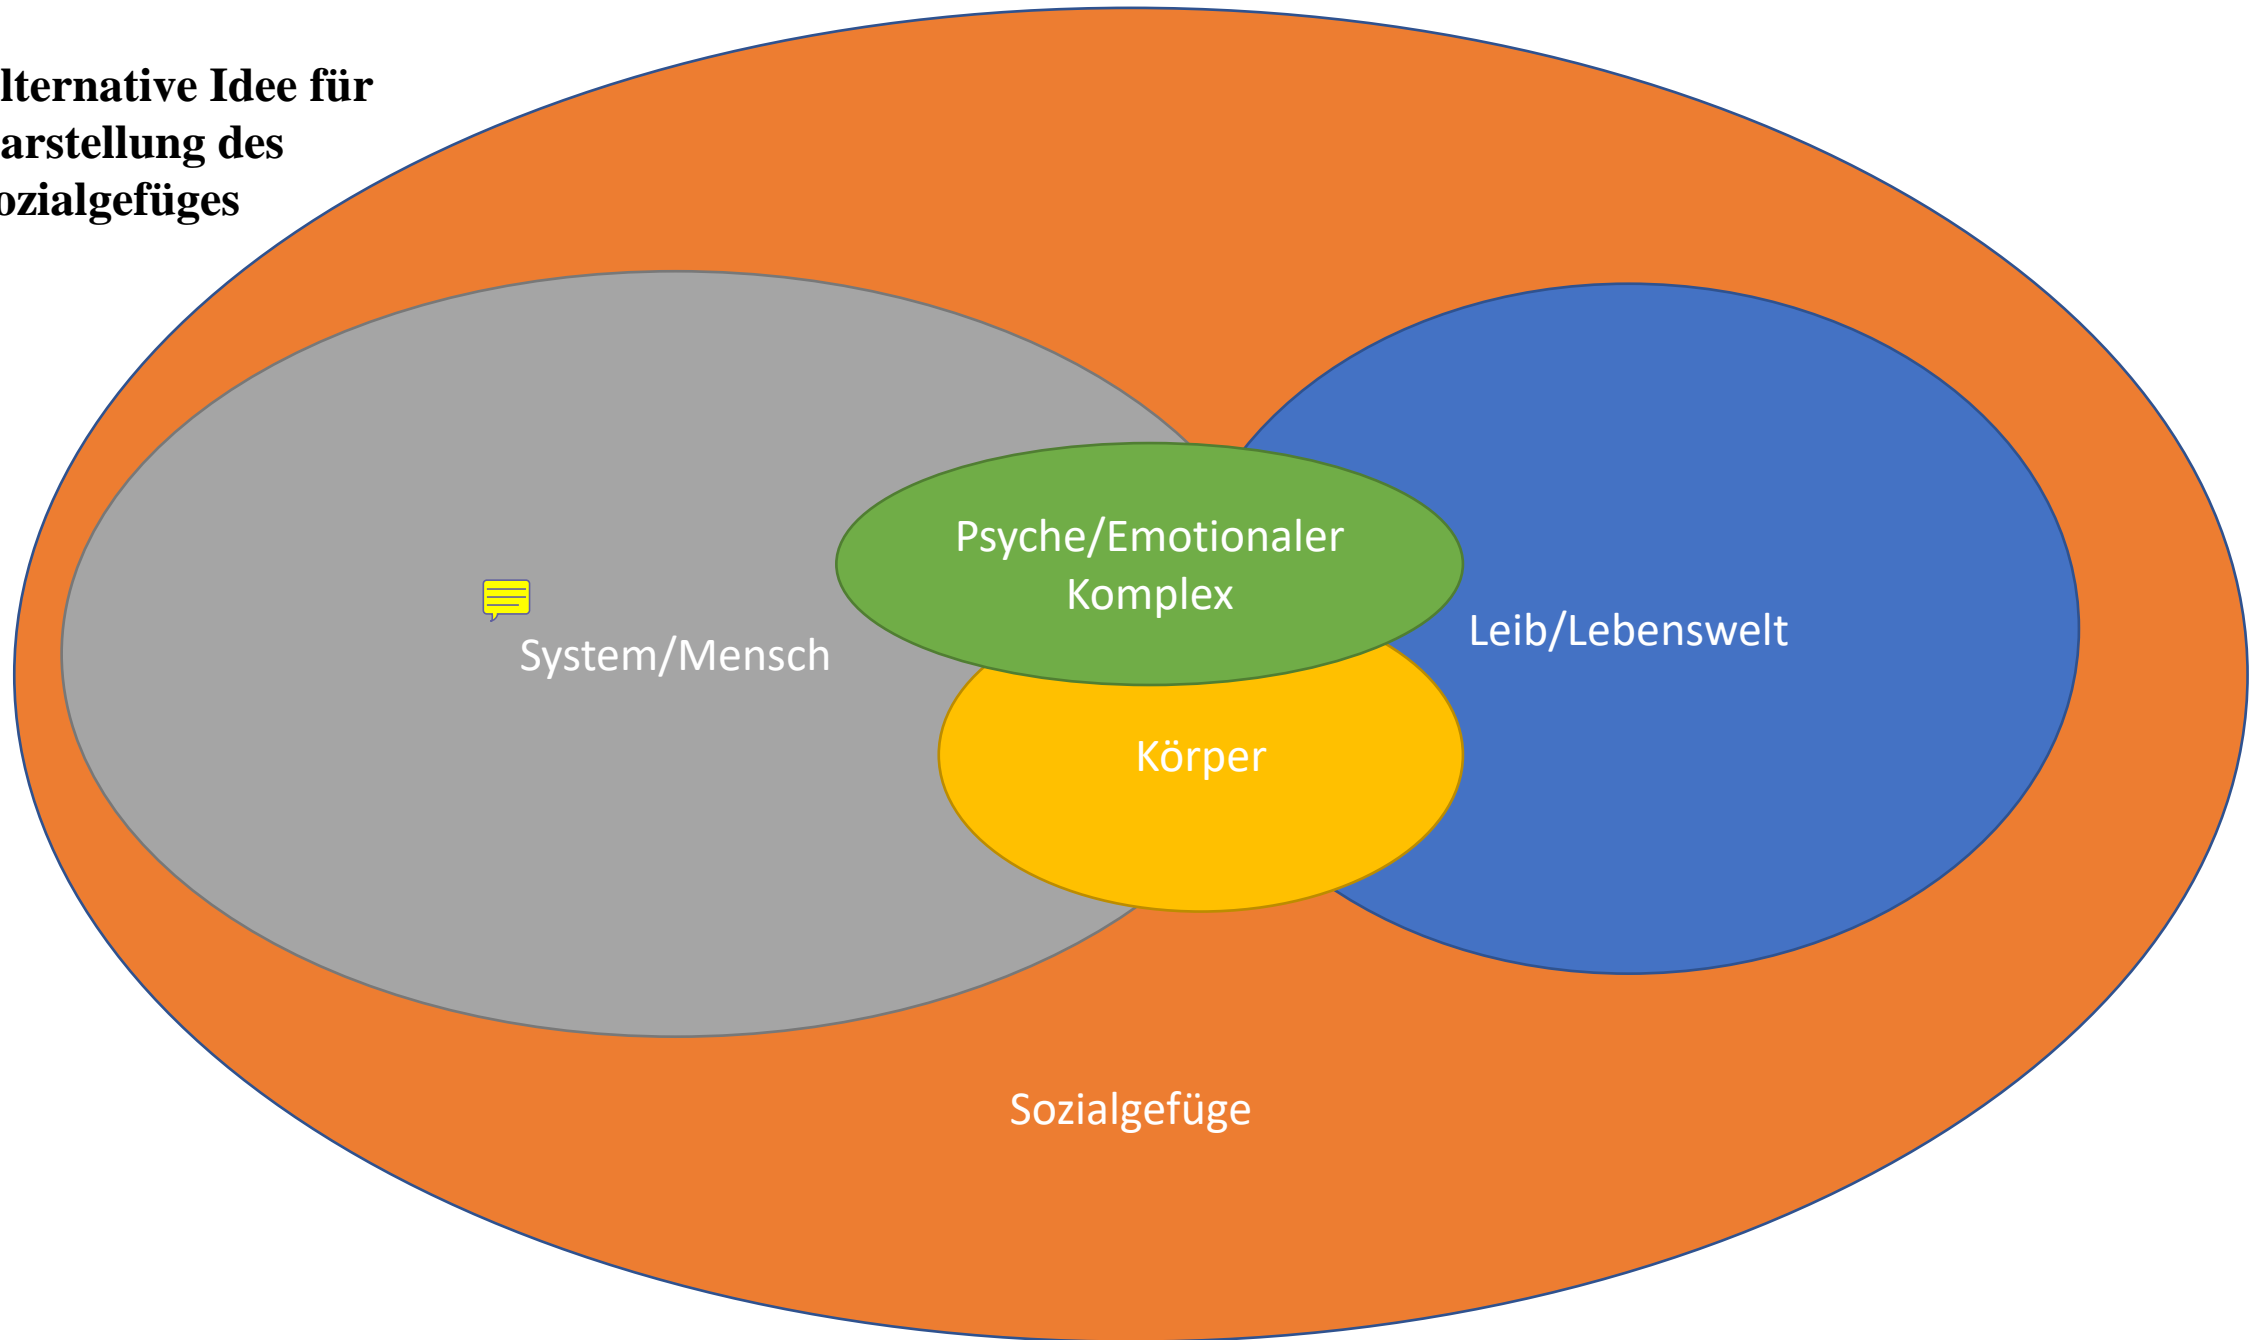 lternative Idee für
arstellung des
ozialgefüges
Psyche/Emotionaler
Komplex
Leib/Lebenswelt
System/Mensch
Körper
Sozialgefüge